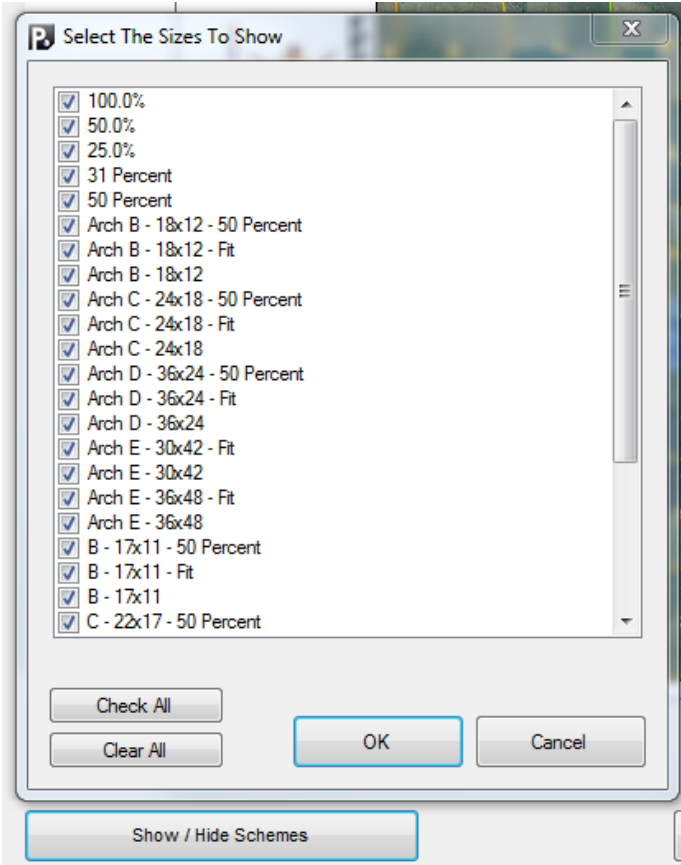 Select The Sizes To Show
100.0%
50.0%
25.0%
31 Percent
50 Percent
Arch B - 18x12 - 50 Percent
Arch B - 18x12 - Fit
Arch B - 18x12
Arch C - 24x18 - 50 Percent
Arch C - 24x18 - Fit
Arch C - 24x18
Arch D - 36x24 - 50 Percent
Arch D - 36x24 - Fit
Arch D - 36x24
Arch E - 30x42 - Fit
Arch E - 30x42
Arch E - 36x48 - Fit
Arch E - 36x48
B - 17x11 - 50 Percent
B - 17x11 - Fit
B - 17x11
C - 22x17 - 50 Percent
Check All
Clear All
OK
Cancel
Show / Hide Schemes